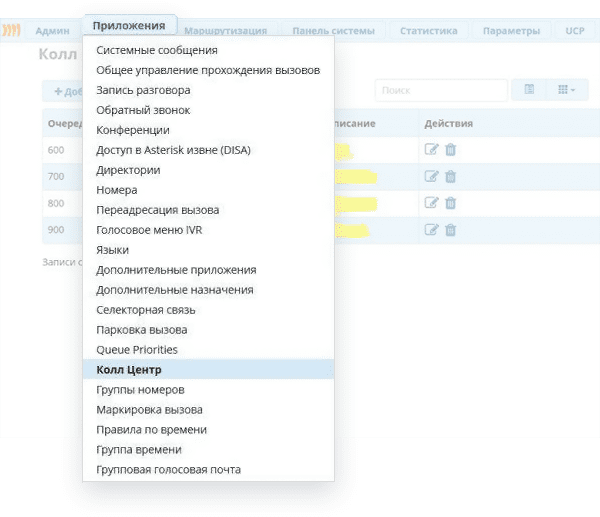 Админ Приложения Маршрутизация Панель системы Статистика Параметры UCP
Колл
+ Доб Поиск
Очеред писание Действия
600
700
800
900
Записи с
Системные сообщения
Общее управление прохождения вызовов
Запись разговора
Обратный звонок
Конференции
Доступ в Asterisk извне (DISA)
Директории
Номера
Переадресация вызова
Голосовое меню IVR
Языки
Дополнительные приложения
Дополнительные назначения
Селекторная связь
Парковка вызова
Queue Priorities
Колл Центр
Группы номеров
Маркировка вызова
Правила по времени
Группа времени
Групповая голосовая почта